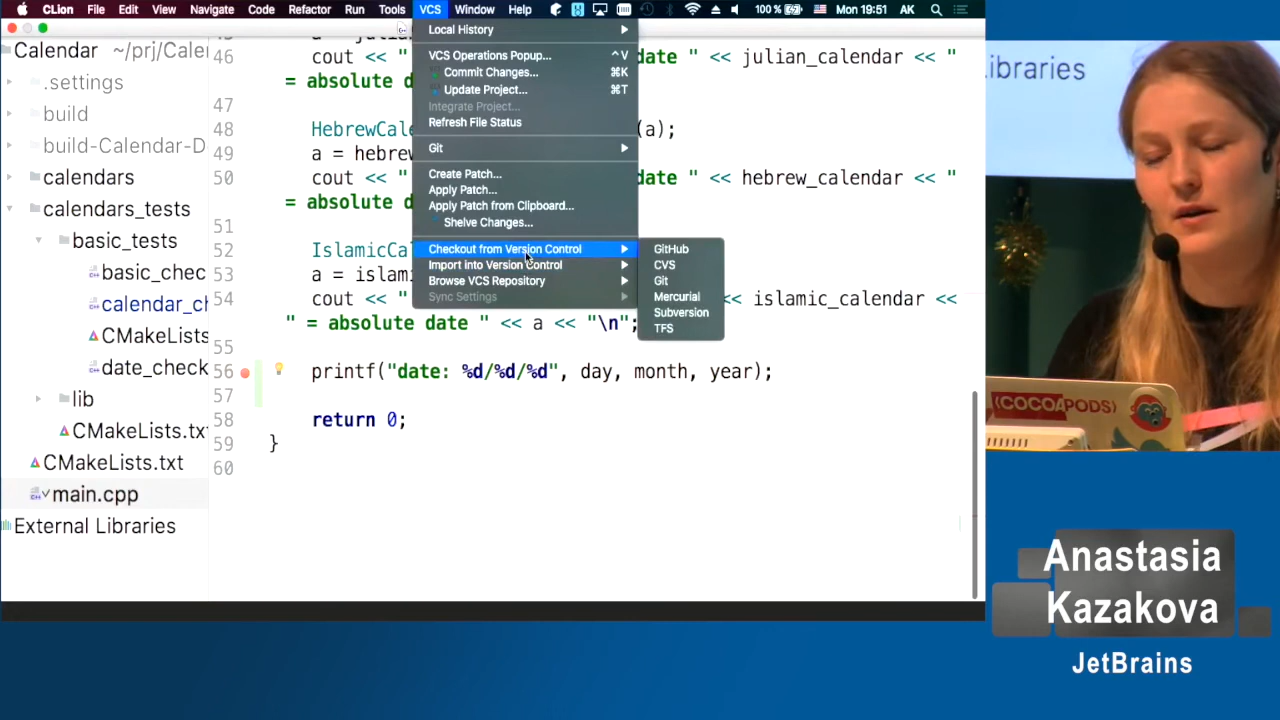 CLion File Edit View Navigate Code Refactor Run Tools VCS Window Help 100 % Mon 19:51 AK
Calendar ~/prj/Cale
.settings
build
build-Calendar-D
calendars
calendars_tests
basic_tests
basic_chec
calendar_ch
CMakeLists
date_check
lib
CMakeLists.tx
CMakeLists.txt
main.cpp
External Libraries
46 cout << " date " << julian_calendar << "
= absolute d
47
48 HebrewCale (a);
49 a = hebrew
50 cout << " date " << hebrew_calendar << "
= absolute d
51
52 IslamicCal
53 a = islami
54 cout << " << islamic_calendar <<
" = absolute date " << a << "\n";
55
56 printf("date: %d/%d/%d", day, month, year);
57
58 return 0;
59 }
60
Local History
VCS Operations Popup... ^V
Commit Changes... ⌘K
Update Project... ⌘T
Integrate Project...
Refresh File Status
Git
Create Patch...
Apply Patch...
Apply Patch from Clipboard...
Shelve Changes...
Checkout from Version Control
Import into Version Control
Browse VCS Repository
Sync Settings
GitHub
CVS
Git
Mercurial
Subversion
TFS
ibraries
COCOAPODS
Anastasia
Kazakova
JetBrains